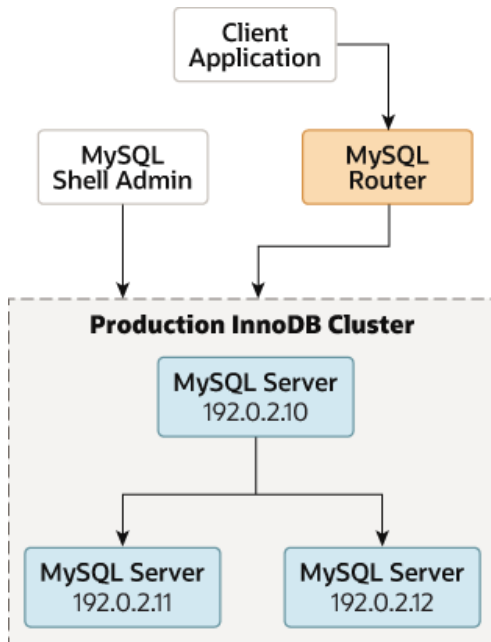 Client
Application
MySQL
Shell Admin
MySQL
Router
Production InnoDB Cluster
MySQL Server
192.0.2.10
MySQL Server
192.0.2.11
MySQL Server
192.0.2.12